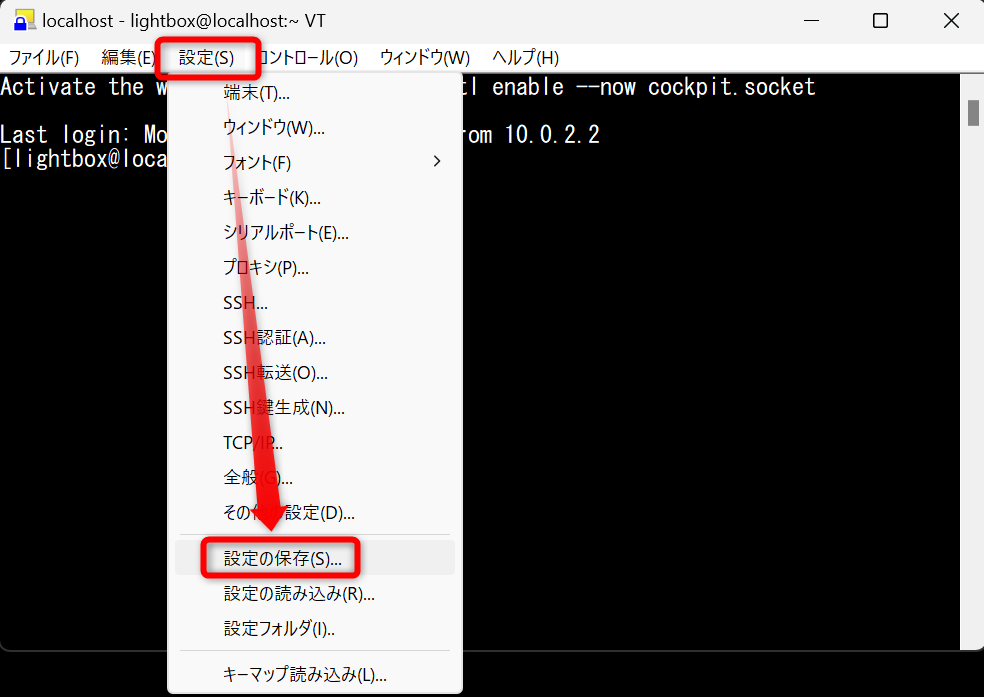 localhost - lightbox@localhost:~ VT
ファイル(F) 編集(E) 設定(S) コントロール(O) ウィンドウ(W) ヘルプ(H)
Activate the w tl enable --now cockpit.socket
Last login: Mo rom 10.0.2.2
[lightbox@loca
端末(T)...
ウィンドウ(W)...
フォント(F)
キーボード(K)...
シリアルポート(E)...
プロキシ(P)...
SSH...
SSH認証(A)...
SSH転送(O)...
SSH鍵生成(N)...
TCP/IP...
全般(G)...
その他の設定(D)...
設定の保存(S)...
設定の読み込み(R)...
設定フォルダ(I)..
キーマップ読み込み(L)...